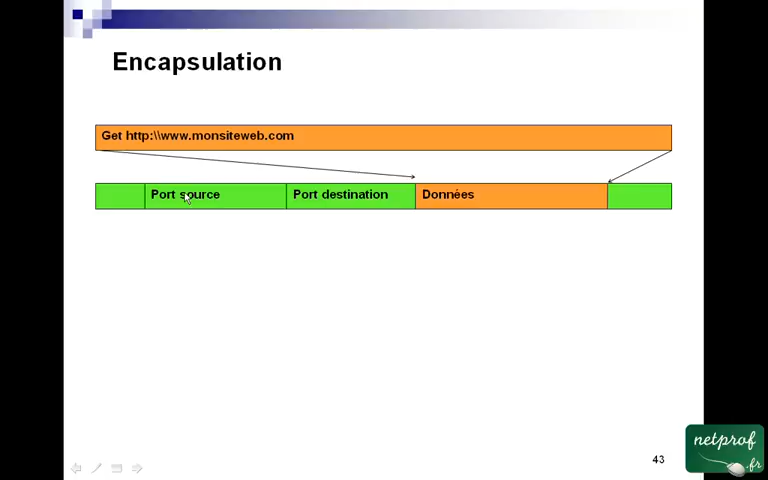 Encapsulation
Get http:\\www.monsiteweb.com
Port source
Port destination
Données
43
netprof
.fr